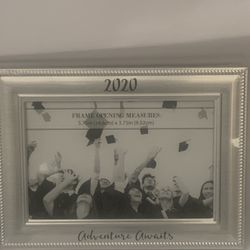 2020
FRAME OPENING MEASURES:
Adventure Awaits